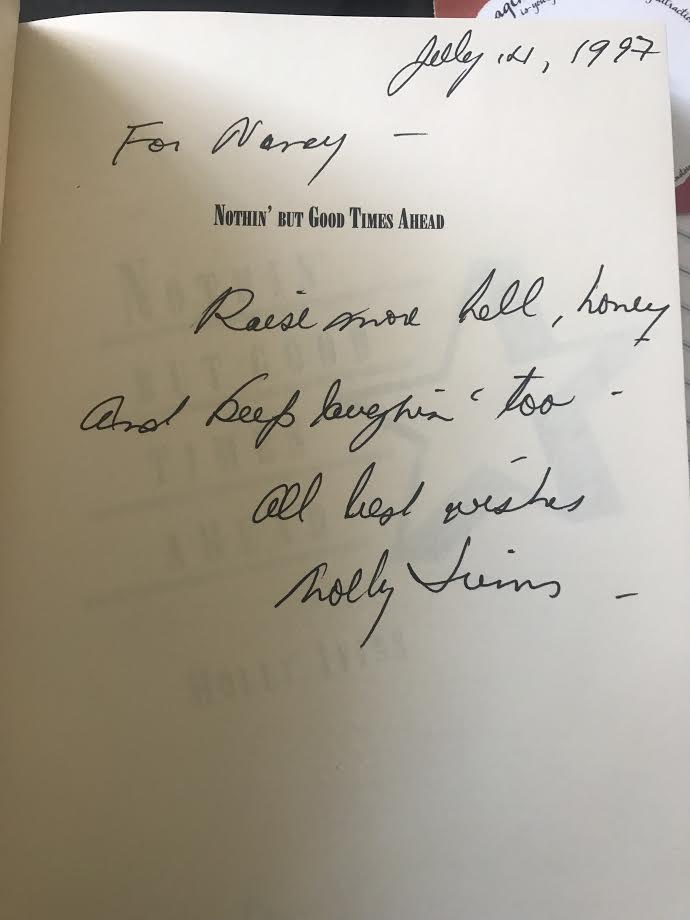 July 121, 1997
For Nancy —
NOTHIN' BUT GOOD TIMES AHEAD
Raise more hell, honey
And keep laughin' too -
All best wishes
Molly Ivins -